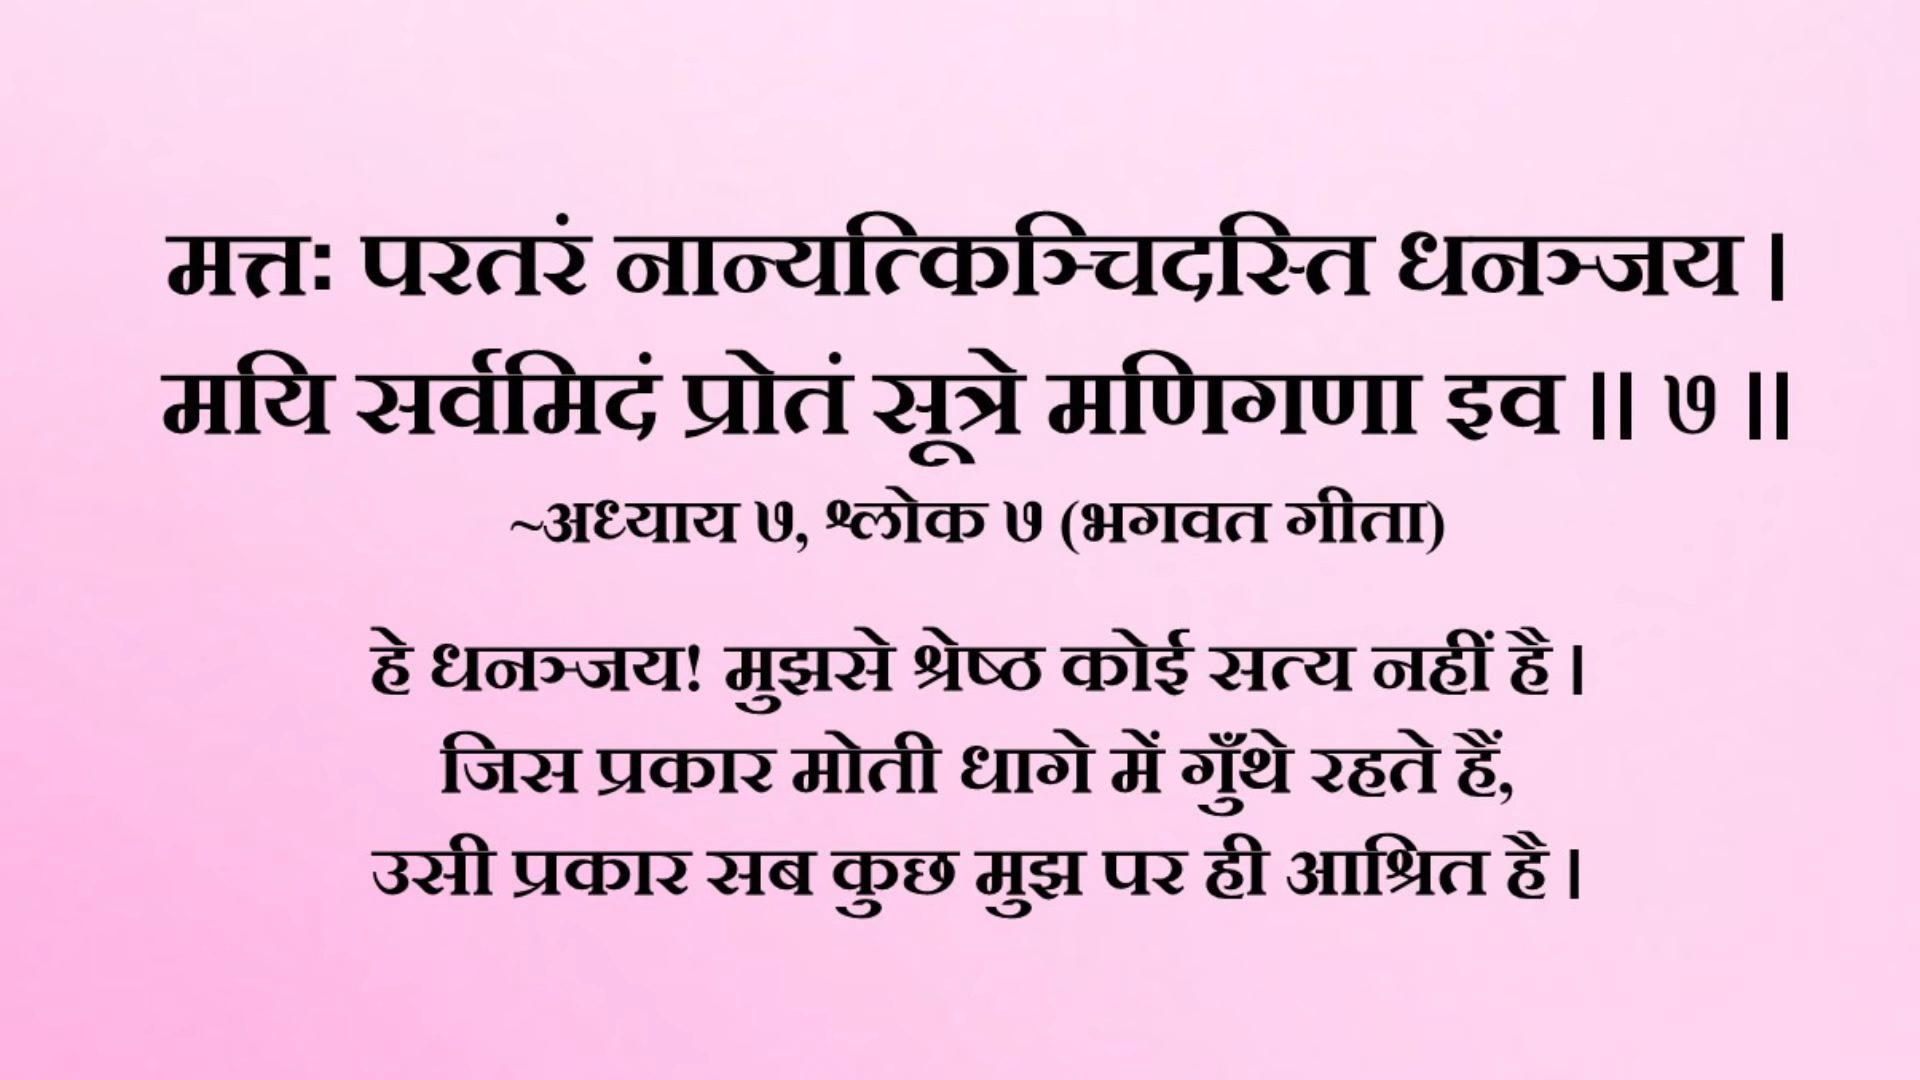 मत्तः परतरं नान्यत्किञ्चिदस्ति धनञ्जय ।
मयि सर्वमिदं प्रोतं सूत्रे मणिगणा इव ॥ ७ ॥
~अध्याय ७, श्लोक ७ (भगवत गीता)
हे धनञ्जय! मुझसे श्रेष्ठ कोई सत्य नहीं है ।
जिस प्रकार मोती धागे में गुँथे रहते हैं,
उसी प्रकार सब कुछ मुझ पर ही आश्रित है ।